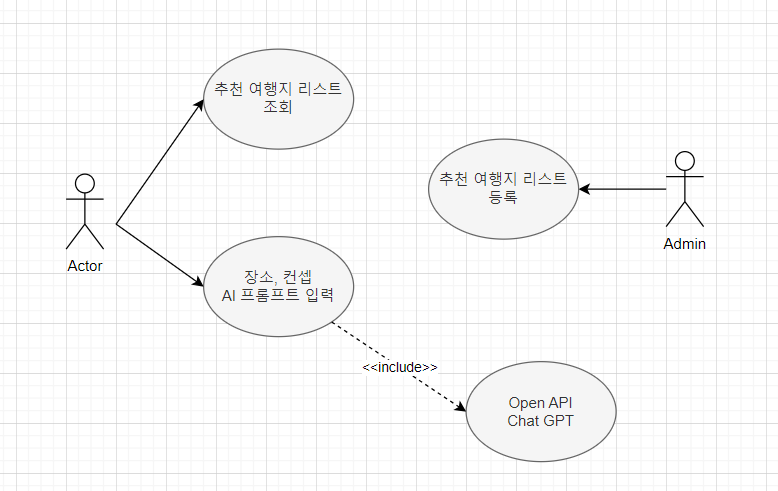 추천 여행지 리스트
조회
추천 여행지 리스트
등록
Admin
Actor
장소, 컨셉
AI 프롬프트 입력
<<include>>
Open API
Chat GPT